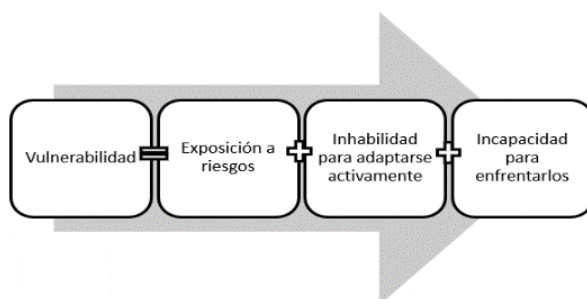 Vulnerabilidad
=
Exposición a
riesgos
+
Inhabilidad
para adaptarse
activamente
+
Incapacidad
para
enfrentarlos